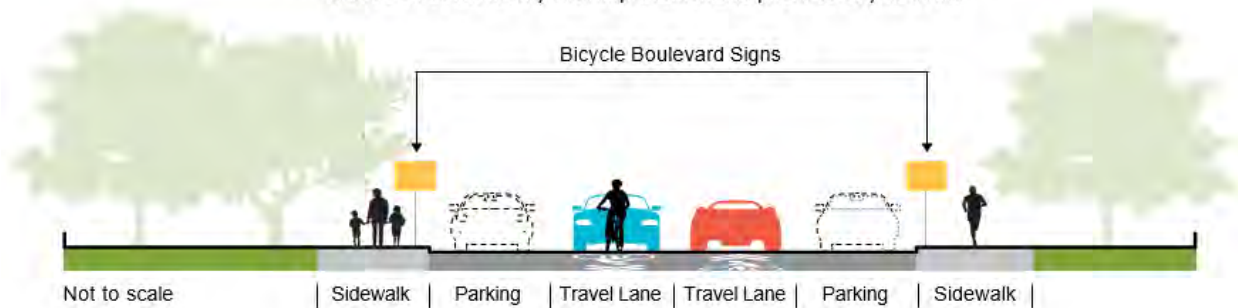 Bicycle Boulevard Signs
Not to scale | Sidewalk | Parking | Travel Lane | Travel Lane | Parking | Sidewalk |